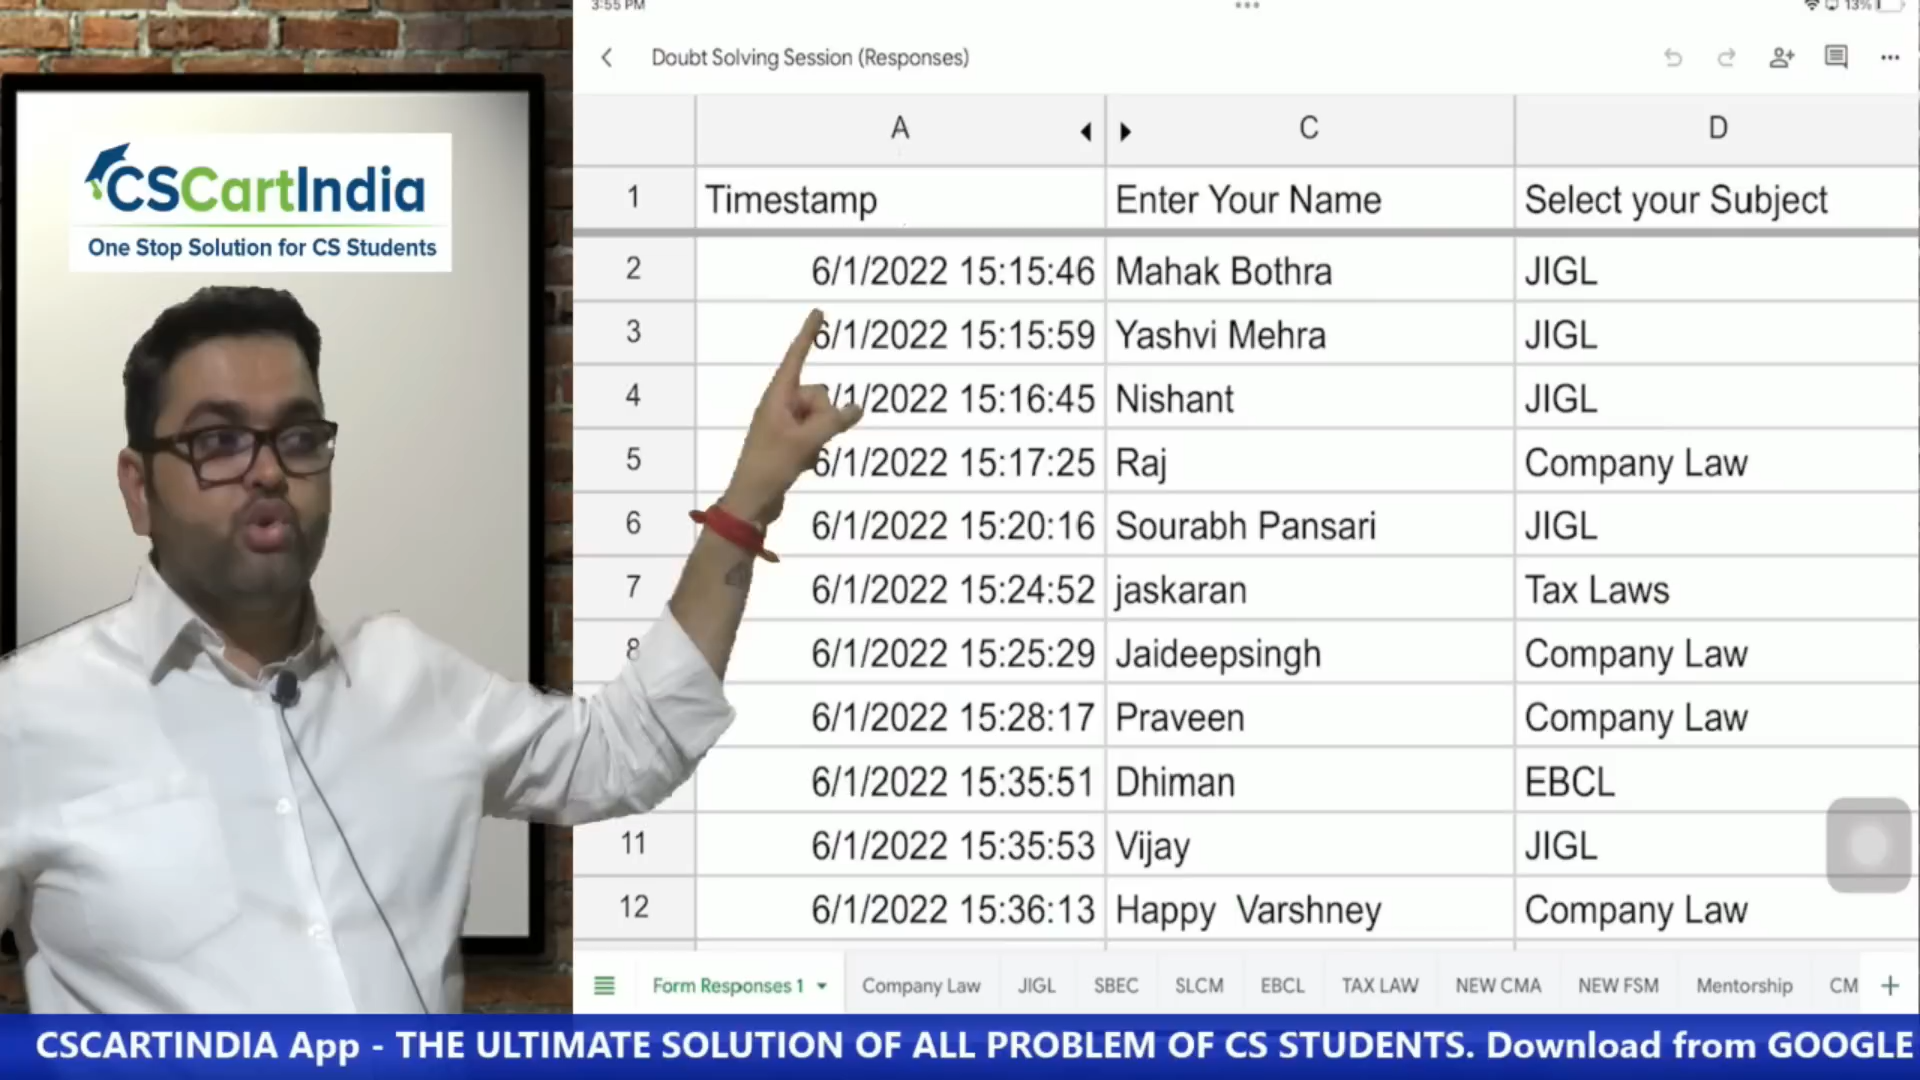 3:55 PM
13%
Doubt Solving Session (Responses)
CSCartIndia
One Stop Solution for CS Students
A C D
1 Timestamp Enter Your Name Select your Subject
2 6/1/2022 15:15:46 Mahak Bothra JIGL
3 6/1/2022 15:15:59 Yashvi Mehra JIGL
4 /1/2022 15:16:45 Nishant JIGL
5 6/1/2022 15:17:25 Raj Company Law
6 6/1/2022 15:20:16 Sourabh Pansari JIGL
7 6/1/2022 15:24:52 jaskaran Tax Laws
8 6/1/2022 15:25:29 Jaideepsingh Company Law
6/1/2022 15:28:17 Praveen Company Law
6/1/2022 15:35:51 Dhiman EBCL
11 6/1/2022 15:35:53 Vijay JIGL
12 6/1/2022 15:36:13 Happy Varshney Company Law
Form Responses 1 Company Law JIGL SBEC SLCM EBCL TAX LAW NEW CMA NEW FSM Mentorship CM
CSCARTINDIA App - THE ULTIMATE SOLUTION OF ALL PROBLEM OF CS STUDENTS. Download from GOOGLE